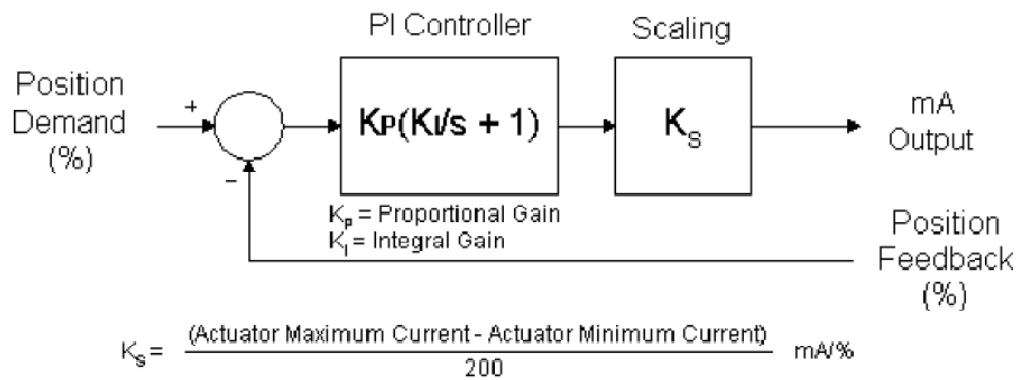 PI Controller
Scaling
Position
Demand
(%)
+
−
KP(KI/s + 1)
KS
mA
Output
Kp = Proportional Gain
KI = Integral Gain
Position
Feedback
(%)
KS = (Actuator Maximum Current - Actuator Minimum Current)
200
mA/%